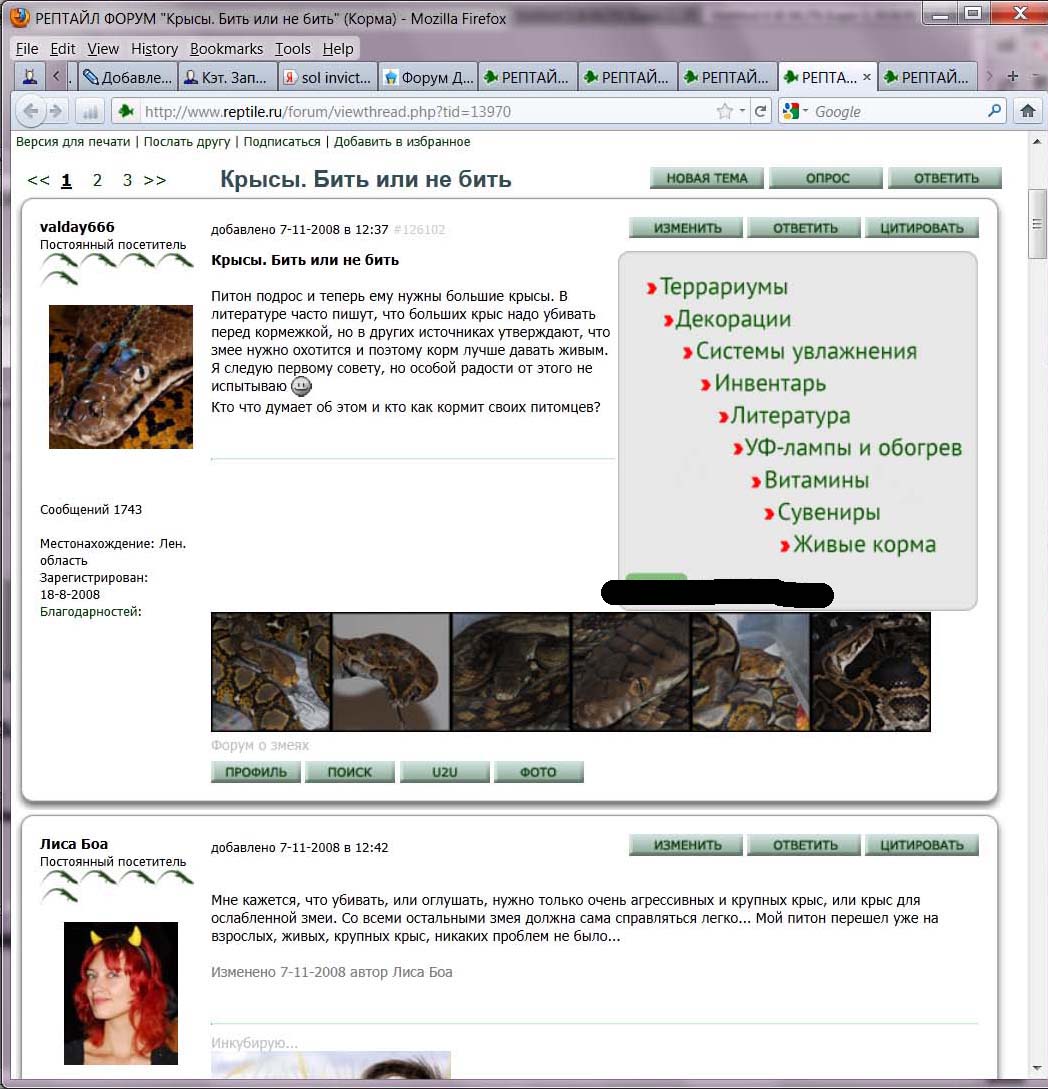 РЕПТАЙЛ ФОРУМ "Крысы. Бить или не бить" (Корма) - Mozilla Firefox
File Edit View History Bookmarks Tools Help
Добавле... Кэт. Зап... sol invict... Форум Д... РЕПТАЙ... РЕПТАЙ... РЕПТАЙ... РЕПТА... × РЕПТАЙ...
http://www.reptile.ru/forum/viewthread.php?tid=13970 Google
Версия для печати | Послать другу | Подписаться | Добавить в избранное
<< 1 2 3 >> Крысы. Бить или не бить НОВАЯ ТЕМА ОПРОС ОТВЕТИТЬ
valday666
Постоянный посетитель
добавлено 7-11-2008 в 12:37 #126102
ИЗМЕНИТЬ ОТВЕТИТЬ ЦИТИРОВАТЬ
Крысы. Бить или не бить
Питон подрос и теперь ему нужны большие крысы. В
литературе часто пишут, что больших крыс надо убивать
перед кормежкой, но в других источниках утверждают, что
змее нужно охотится и поэтому корм лучше давать живым.
Я следую первому совету, но особой радости от этого не
испытываю
Кто что думает об этом и кто как кормит своих питомцев?
Террариумы
Декорации
Системы увлажнения
Инвентарь
Литература
УФ-лампы и обогрев
Витамины
Сувениры
Живые корма
Сообщений 1743
Местонахождение: Лен.
область
Зарегистрирован:
18-8-2008
Благодарностей:
Форум о змеях
ПРОФИЛЬ ПОИСК U2U ФОТО
Лиса Боа
Постоянный посетитель
добавлено 7-11-2008 в 12:42
ИЗМЕНИТЬ ОТВЕТИТЬ ЦИТИРОВАТЬ
Мне кажется, что убивать, или оглушать, нужно только очень агрессивных и крупных крыс, или крыс для
ослабленной змеи. Со всеми остальными змея должна сама справляться легко... Мой питон перешел уже на
взрослых, живых, крупных крыс, никаких проблем не было...
Изменено 7-11-2008 автор Лиса Боа
Инкубирую...